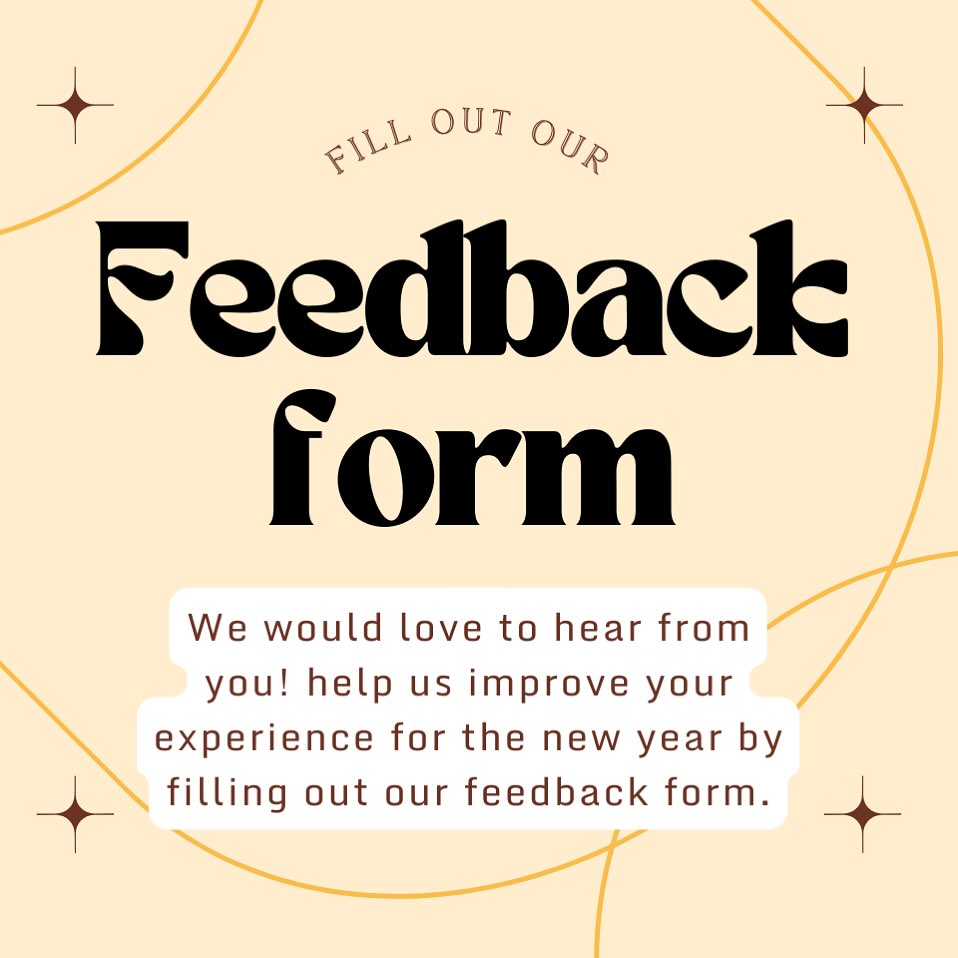 FILL OUT OUR
Feedback
form
We would love to hear from
you! help us improve your
experience for the new year by
filling out our feedback form.